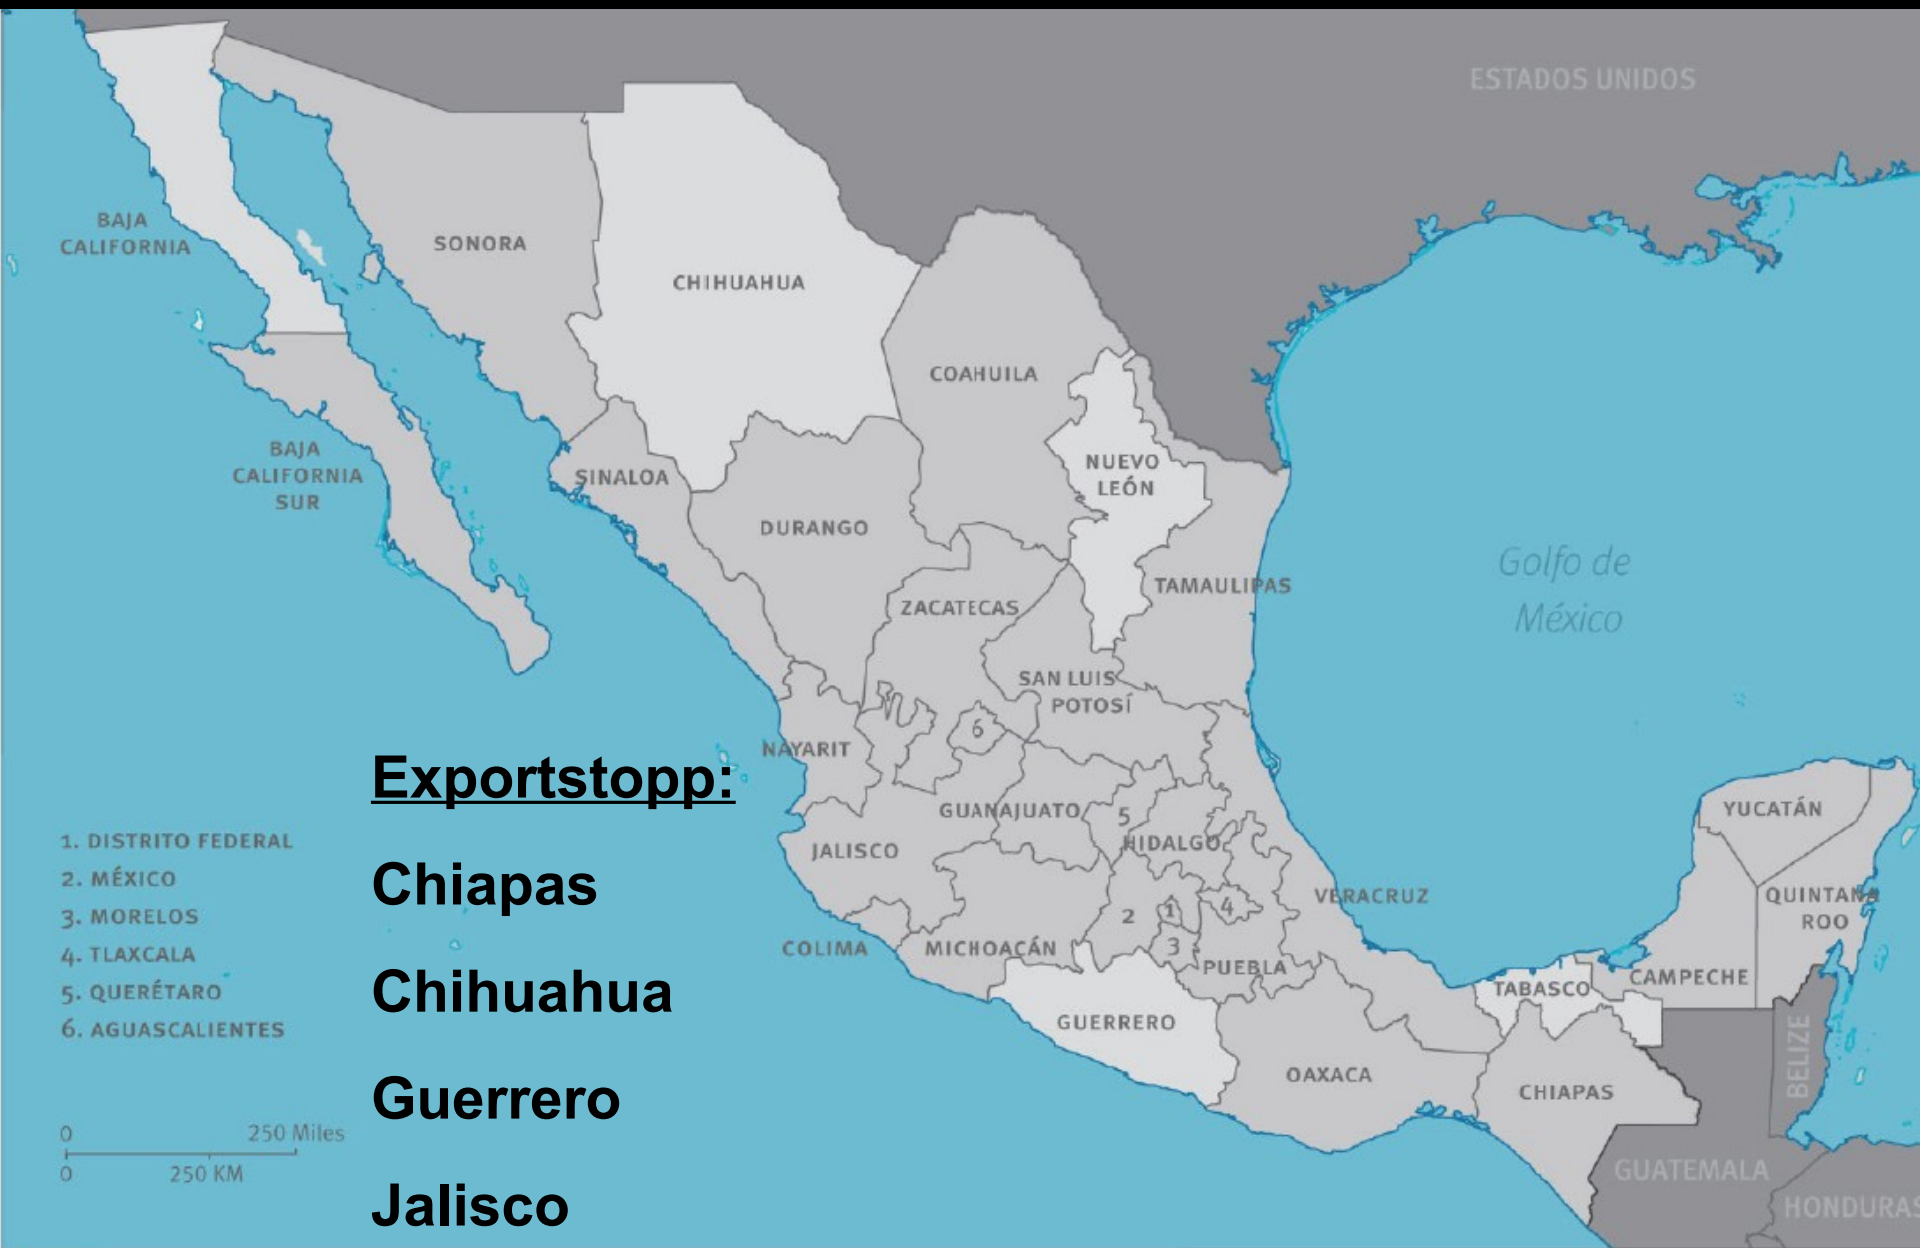 ESTADOS UNIDOS
BAJA
CALIFORNIA
SONORA
CHIHUAHUA
COAHUILA
BAJA
CALIFORNIA
SUR
SINALOA
NUEVO
LEÓN
DURANGO
Golfo de
México
TAMAULIPAS
ZACATECAS
SAN LUIS
POTOSÍ
6
NAYARIT
Exportstopp:
GUANAJUATO
5
HIDALGO
YUCATÁN
JALISCO
1. DISTRITO FEDERAL
2. MÉXICO
3. MORELOS
4. TLAXCALA
5. QUERÉTARO
6. AGUASCALIENTES
Chiapas
VERACRUZ
QUINTANA
ROO
2
1
4
3
COLIMA
MICHOACÁN
PUEBLA
CAMPECHE
TABASCO
Chihuahua
GUERRERO
OAXACA
CHIAPAS
BELIZE
Guerrero
0
250 Miles
0
250 KM
GUATEMALA
HONDURAS
Jalisco